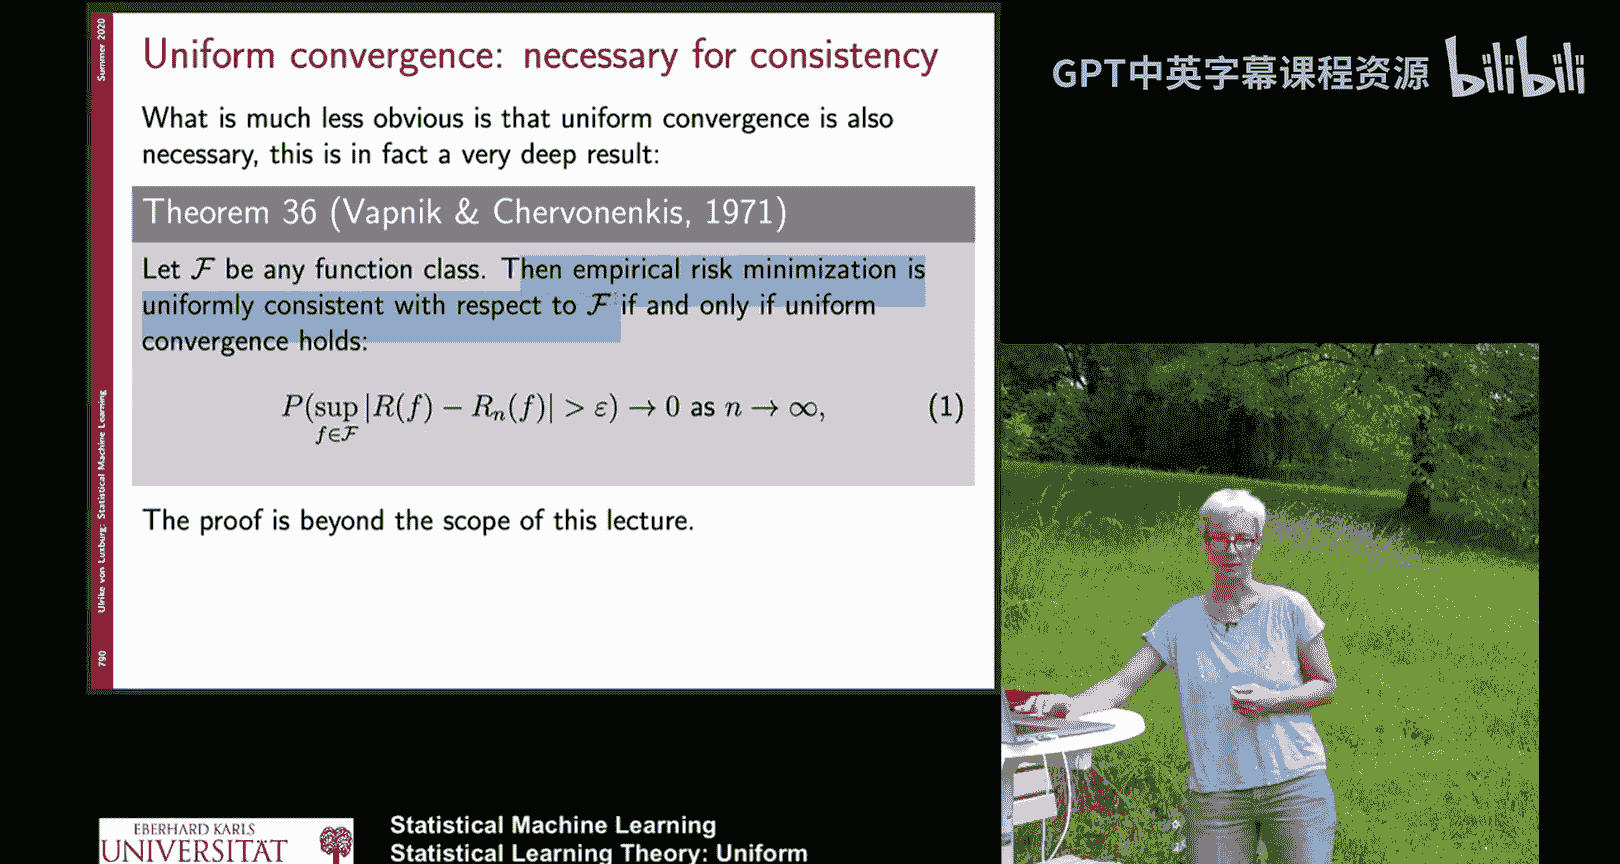 Summer 2020
Uniform convergence: necessary for consistency
What is much less obvious is that uniform convergence is also
necessary, this is in fact a very deep result:
Theorem 36 (Vapnik & Chervonenkis, 1971)
Let ℱ be any function class. Then empirical risk minimization is
uniformly consistent with respect to ℱ if and only if uniform
convergence holds:
P(sup |R(f) − Rₙ(f)| > ε) → 0 as n → ∞, (1)
f∈ℱ
The proof is beyond the scope of this lecture.
Ulrike von Luxburg: Statistical Machine Learning
790
GPT中英字幕课程资源 bilibili
EBERHARD KARLS
UNIVERSITÄT
Statistical Machine Learning
Statistical Learning Theory: Uniform